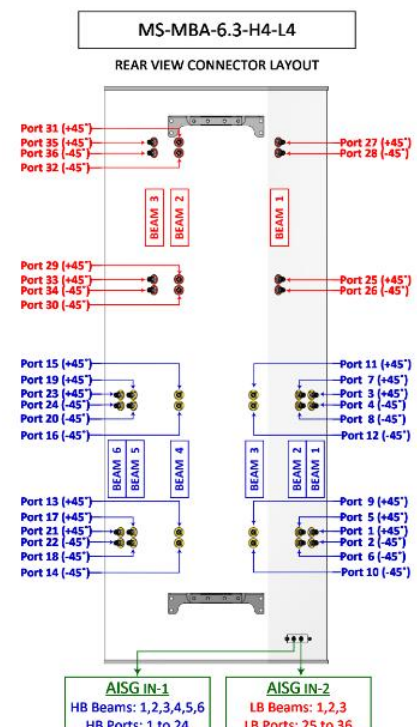 MS-MBA-6.3-H4-L4
REAR VIEW CONNECTOR LAYOUT
Port 31 (+45°)
Port 35 (+45°)
Port 36 (-45°)
Port 32 (-45°)
Port 27 (+45°)
Port 28 (-45°)
BEAM 3
BEAM 2
BEAM 1
Port 29 (+45°)
Port 33 (+45°)
Port 34 (-45°)
Port 30 (-45°)
Port 25 (+45°)
Port 26 (-45°)
Port 15 (+45°)
Port 19 (+45°)
Port 23 (+45°)
Port 24 (-45°)
Port 20 (-45°)
Port 16 (-45°)
Port 11 (+45°)
Port 7 (+45°)
Port 3 (+45°)
Port 4 (-45°)
Port 8 (-45°)
Port 12 (-45°)
BEAM 6
BEAM 5
BEAM 4
BEAM 3
BEAM 2
BEAM 1
Port 13 (+45°)
Port 17 (+45°)
Port 21 (+45°)
Port 22 (-45°)
Port 18 (-45°)
Port 14 (-45°)
Port 9 (+45°)
Port 5 (+45°)
Port 1 (+45°)
Port 2 (-45°)
Port 6 (-45°)
Port 10 (-45°)
AISG IN-1
HB Beams: 1,2,3,4,5,6
HB Ports: 1 to 24
AISG IN-2
LB Beams: 1,2,3
LB Ports: 25 to 36